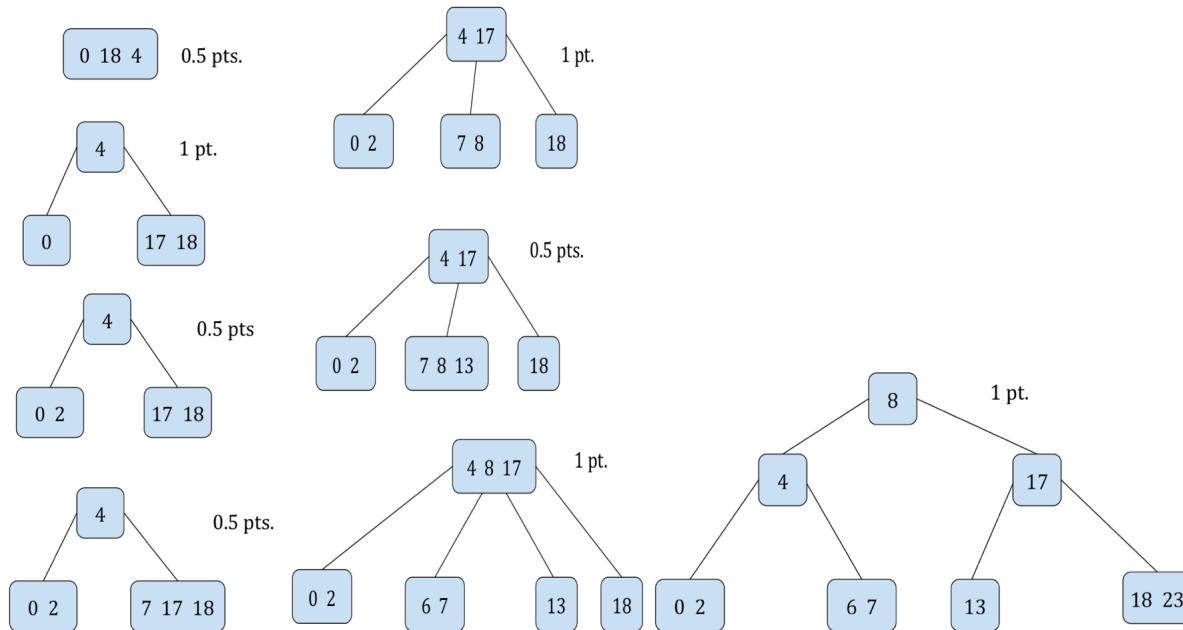 0 18 4 0.5 pts.
4 1 pt.
0 17 18
4 0.5 pts
0 2 17 18
4 0.5 pts.
0 2 7 17 18
4 17 1 pt.
0 2 7 8 18
4 17 0.5 pts.
0 2 7 8 13 18
4 8 17 1 pt.
0 2 6 7 13 18
8 1 pt.
4 17
0 2 6 7 13 18 23